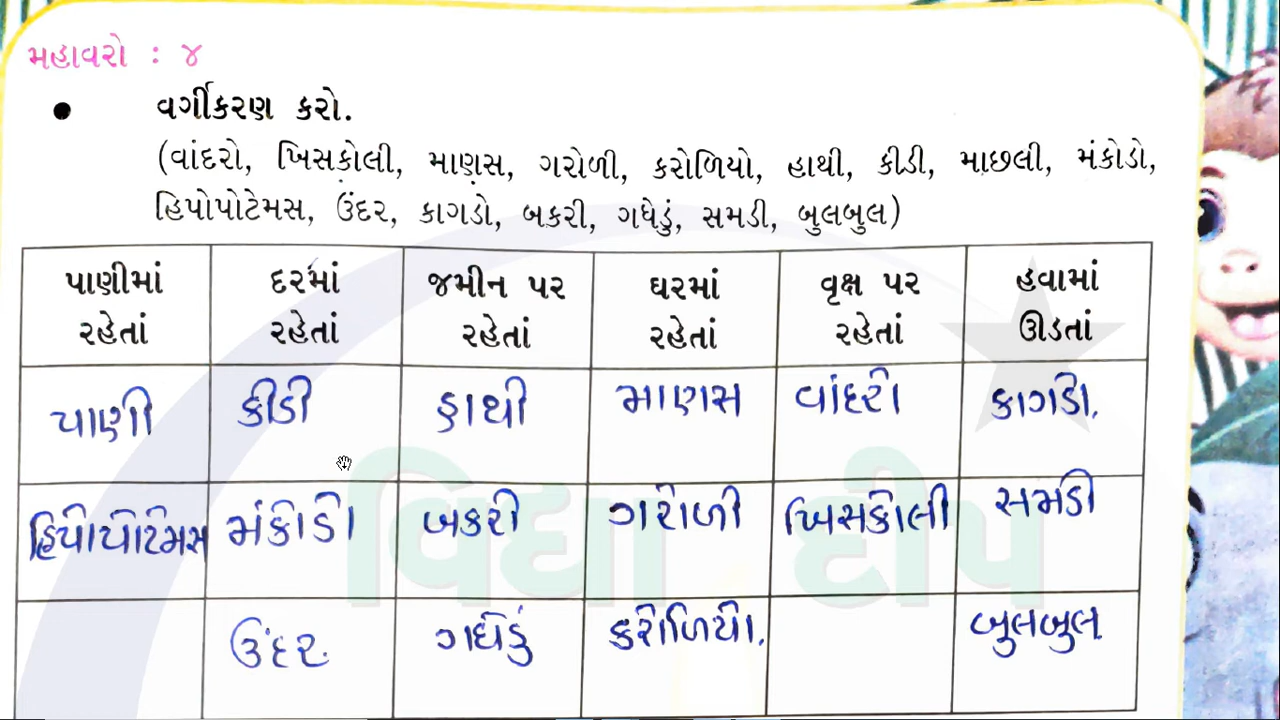 મહાવરો : ૪
● વર્ગીકરણ કરો.
(વાંદરો, ખિસકોલી, માણસ, ગરોળી, કરોળિયો, હાથી, કીડી, માછલી, મંકોડો,
હિપોપોટેમસ, ઉંદર, કાગડો, બકરી, ગધેડું, સમડી, બુલબુલ)
પાણીમાં દરમાં જમીન પર ઘરમાં વૃક્ષ પર હવામાં
રહેતાં રહેતાં રહેતાં રહેતાં રહેતાં ઊડતાં
પાણી કીડી હાથી માણસ વાંદરો કાગડો.
હિપોપોટેમસ મંકોડો બકરી ગરોળી ખિસકોલી સમડી
ઉંદર. ગધેડું કરોળિયો. બુલબુલ.
વિદ્યા દીપ